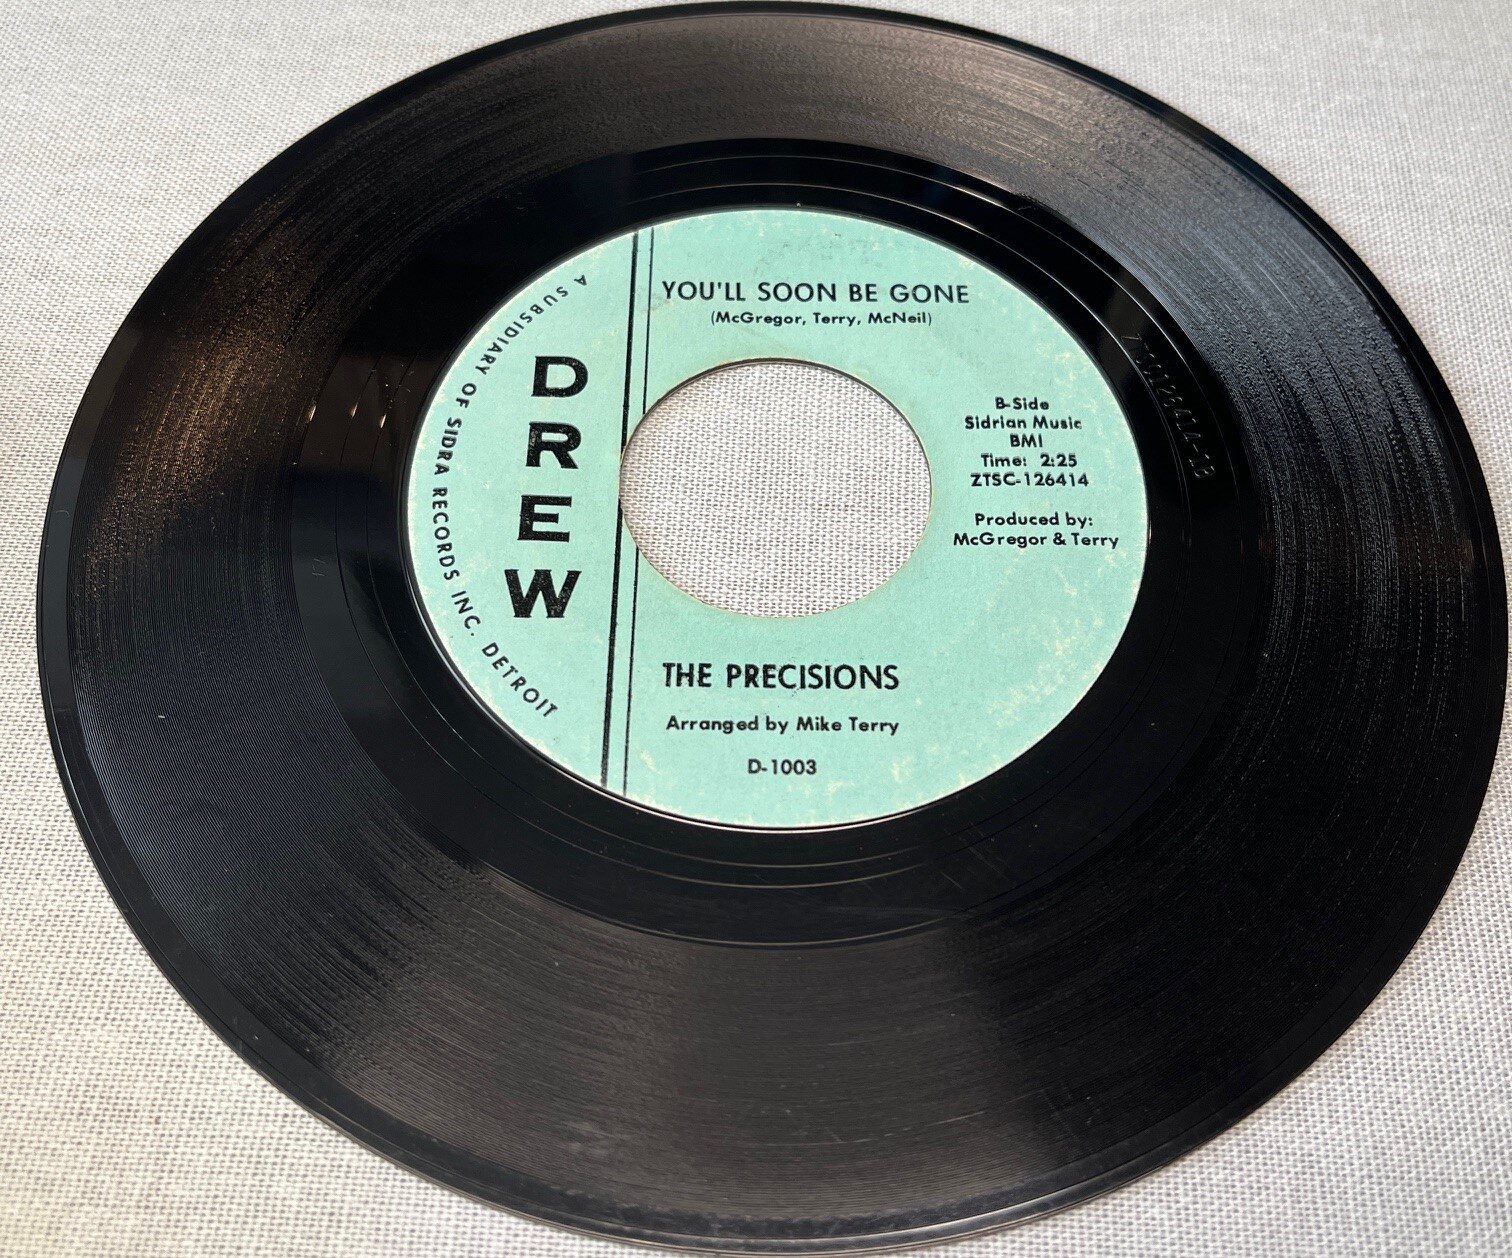 YOU'LL SOON BE GONE
(McGregor, Terry, McNeil)
DREW
A SUBSIDIARY OF SIDRA RECORDS INC. DETROIT
B-Side
Sidrian Music
BMI
Time: 2:25
ZTSC-126414
Produced by:
McGregor & Terry
THE PRECISIONS
Arranged by Mike Terry
D-1003